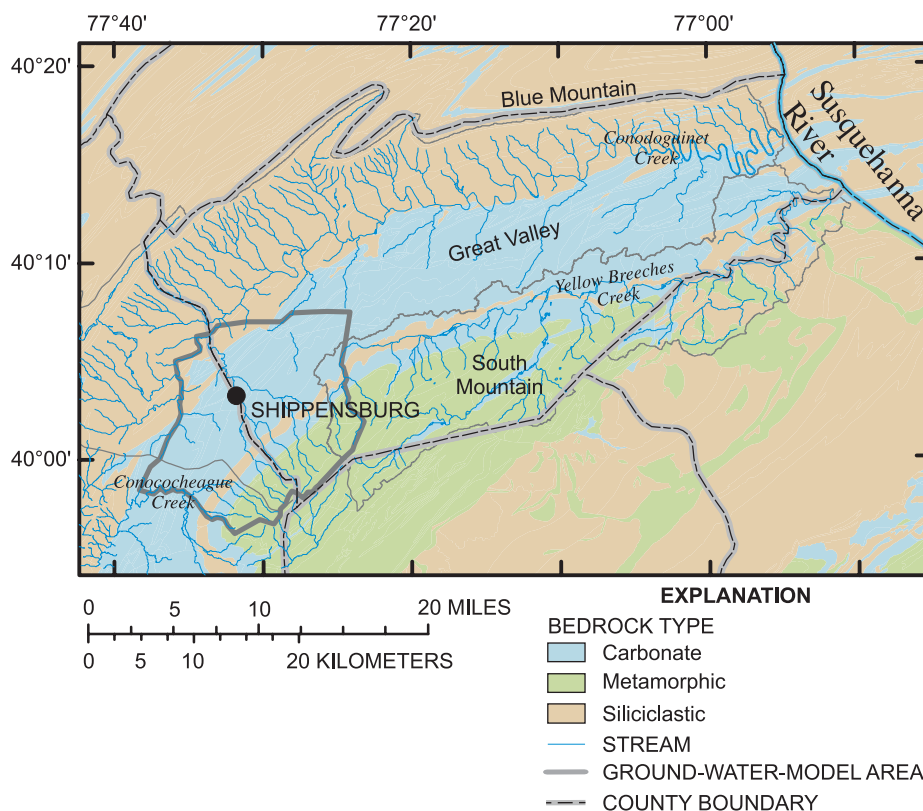 77°40' 77°20' 77°00'
40°20'
Blue Mountain
Susquehanna
River
Conodoguinet
Creek
Great Valley
40°10'
Yellow Breeches
Creek
South
Mountain
SHIPPENSBURG
40°00'
Conococheague
Creek
0 5 10 20 MILES
0 5 10 20 KILOMETERS
EXPLANATION
BEDROCK TYPE
Carbonate
Metamorphic
Siliciclastic
STREAM
GROUND-WATER-MODEL AREA
COUNTY BOUNDARY